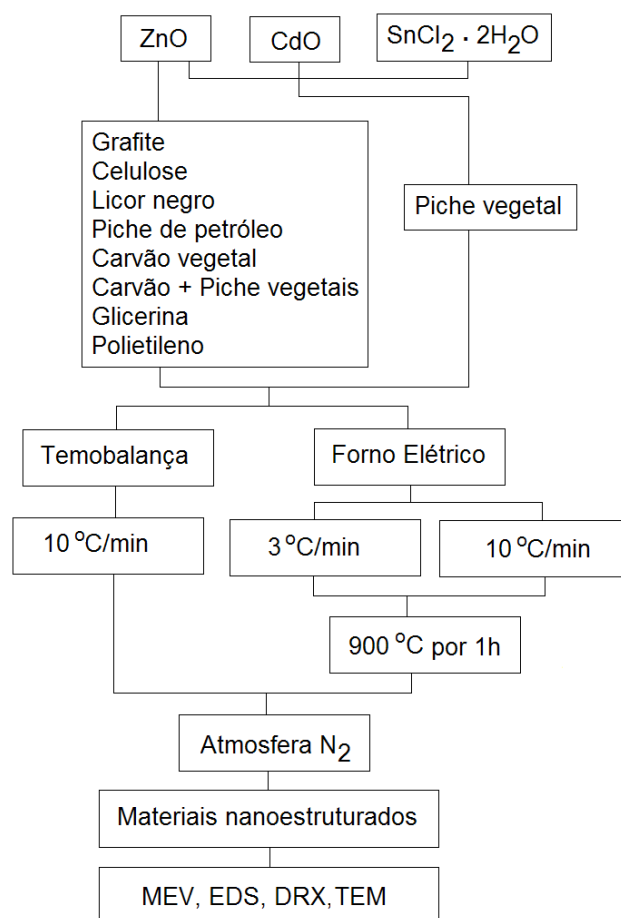 ZnO
CdO
SnCl₂ · 2H₂O
Grafite
Celulose
Licor negro
Piche de petróleo
Carvão vegetal
Carvão + Piche vegetais
Glicerina
Polietileno
Piche vegetal
Temobalança
Forno Elétrico
10 °C/min
3 °C/min
10 °C/min
900 °C por 1h
Atmosfera N₂
Materiais nanoestruturados
MEV, EDS, DRX,TEM